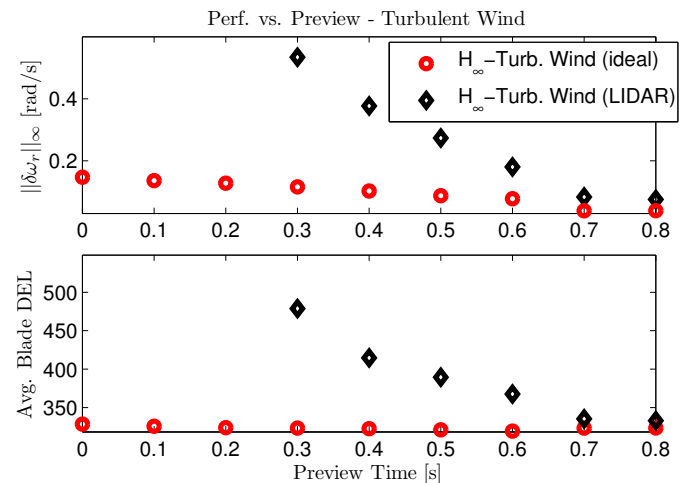 Perf. vs. Preview - Turbulent Wind
H∞-Turb. Wind (ideal)
H∞-Turb. Wind (LIDAR)
||δω_r||∞ [rad/s]
0.4
0.2
0 0.1 0.2 0.3 0.4 0.5 0.6 0.7 0.8
Avg. Blade DEL
500
450
400
350
0 0.1 0.2 0.3 0.4 0.5 0.6 0.7 0.8
Preview Time [s]